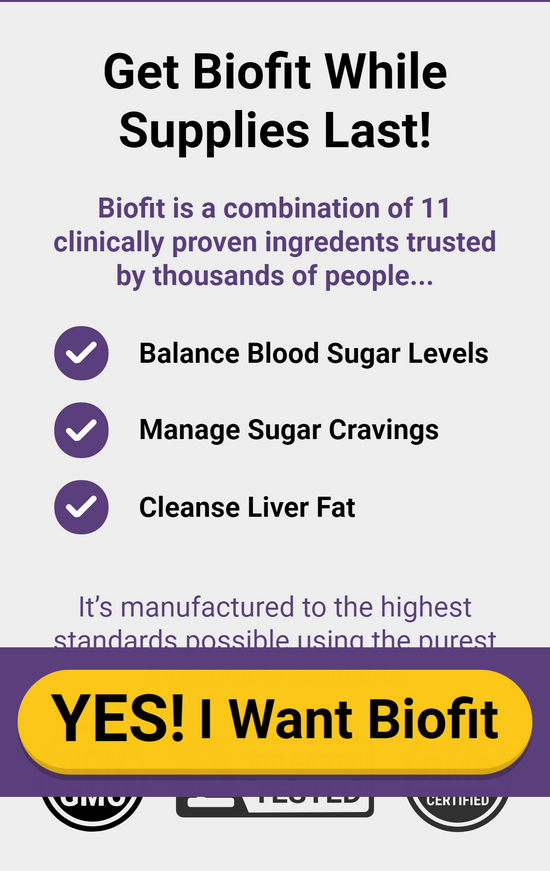 Get Biofit While
Supplies Last!
Biofit is a combination of 11
clinically proven ingredents trusted
by thousands of people...
Balance Blood Sugar Levels
Manage Sugar Cravings
Cleanse Liver Fat
It’s manufactured to the highest
standards possible using the purest
YES! I Want Biofit
GMO
TESTED
CERTIFIED